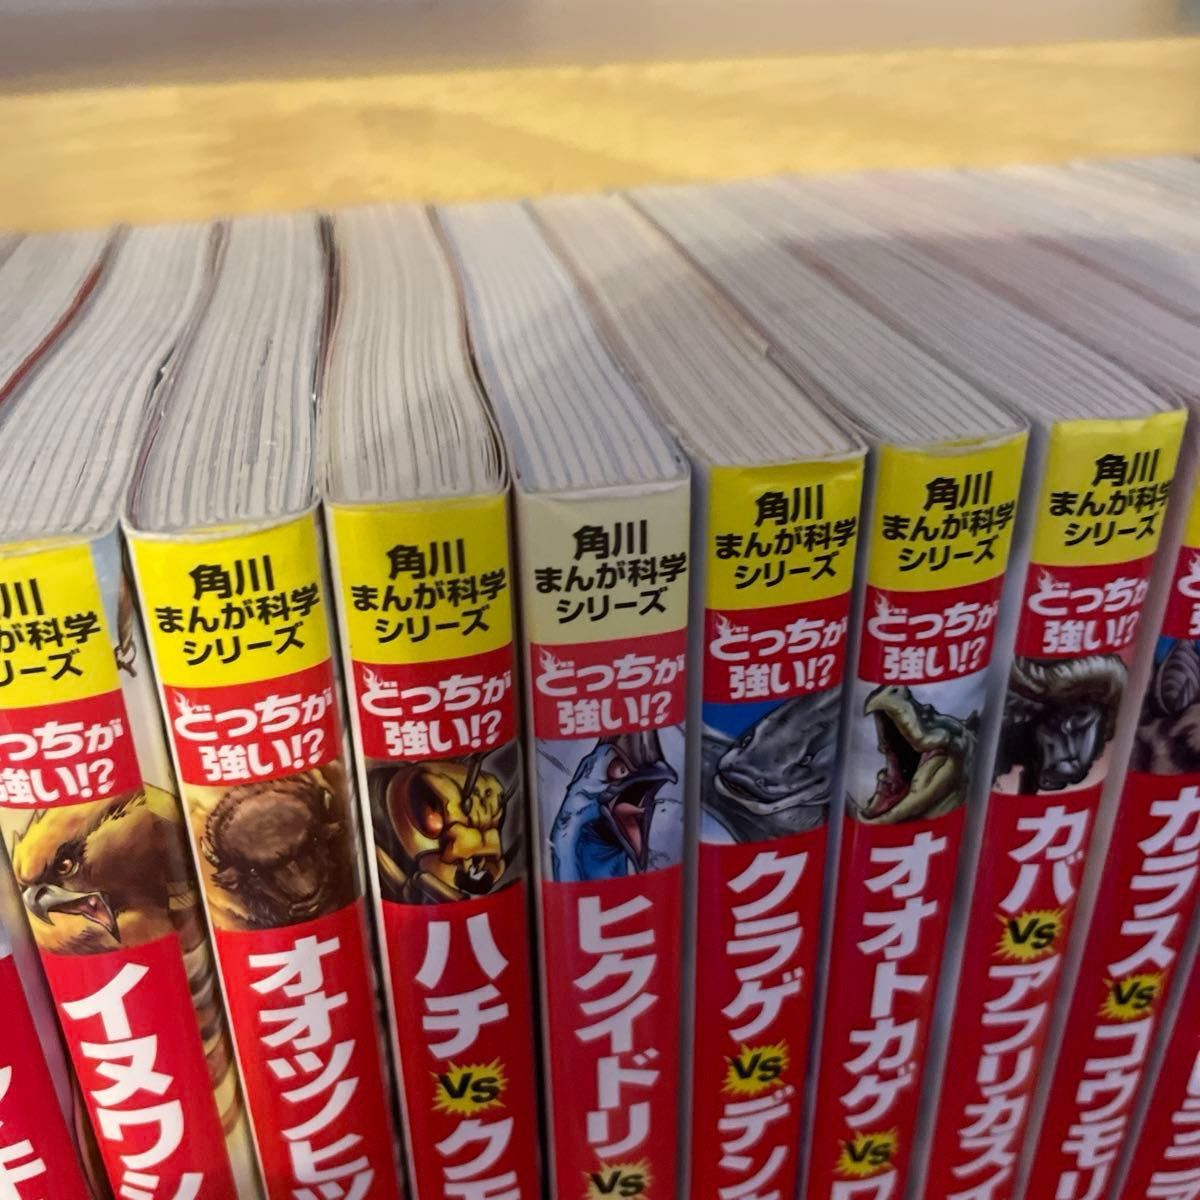 角川
まんが科学
シリーズ
どっちが
強い!?
イヌワシ
角川
まんが科学
シリーズ
どっちが
強い!?
オオツノヒツ
角川
まんが科学
シリーズ
どっちが
強い!?
ハチ vs クモ
角川
まんが科学
シリーズ
どっちが
強い!?
ヒクイドリ vs
角川
まんが科学
シリーズ
どっちが
強い!?
クラゲ vs デン
角川
まんが科学
シリーズ
どっちが
強い!?
オオトカゲ vs ワ
角川
まんが科学
シリーズ
どっちが
強い!?
カバ vs アフリカスイ
カラス vs コウモリ